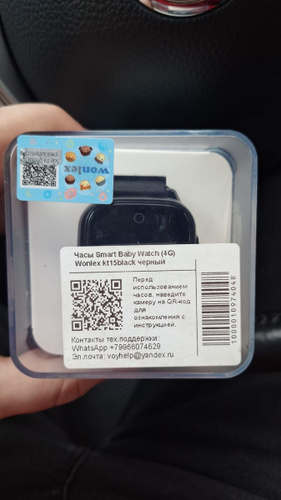 wonlex
Часы Smart Baby Watch (4G)
Wonlex kt15black черный
Перед
использованием
часов, наведите
камеру на QR-код
для
ознакомления с
инструкцией.
Контакты тех.поддержки:
WhatsApp +79966074629
Эл.почта: voyhelp@yandex.ru